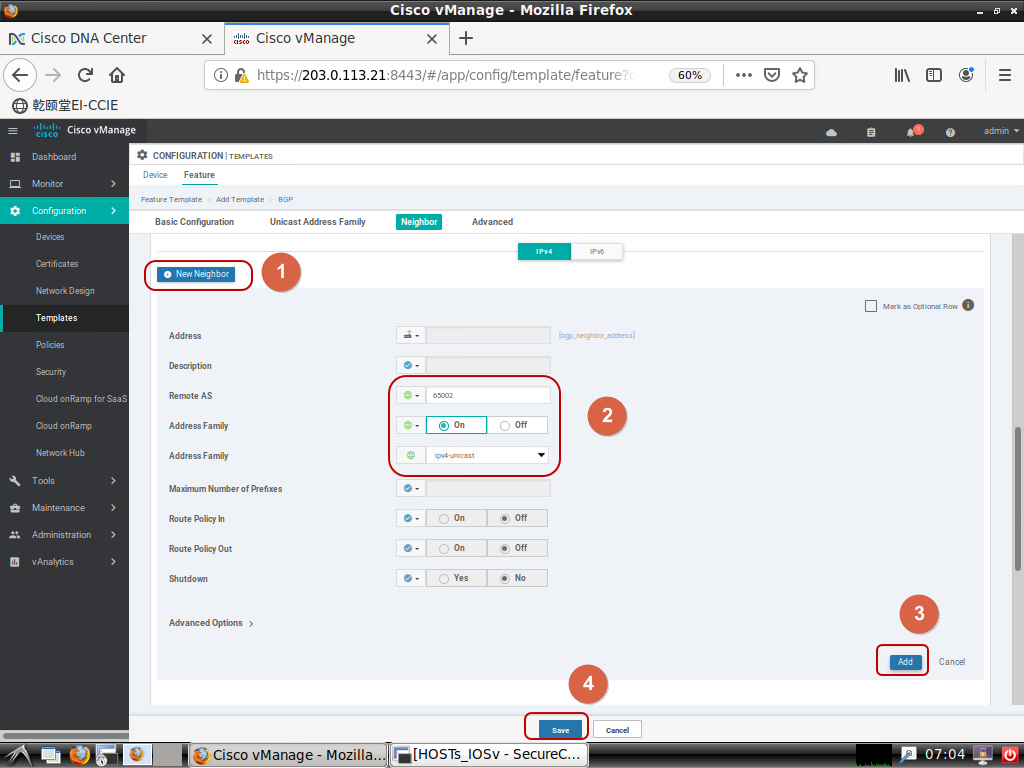 Cisco vManage - Mozilla Firefox
Cisco DNA Center
Cisco vManage
https://203.0.113.21:8443/#/app/config/template/feature?
60%
乾颐堂EI-CCIE
cisco
Cisco vManage
admin
Dashboard
Monitor
Configuration
Devices
Certificates
Network Design
Templates
Policies
Security
Cloud onRamp for SaaS
Cloud onRamp
Network Hub
Tools
Maintenance
Administration
vAnalytics
CONFIGURATION | TEMPLATES
Device Feature
Feature Template > Add Template > BGP
Basic Configuration Unicast Address Family Neighbor Advanced
IPv4 IPv6
New Neighbor
1
Mark as Optional Row
Address [bgp_neighbor_address]
Description
Remote AS 65002
Address Family On Off
2
Address Family ipv4-unicast
Maximum Number of Prefixes
Route Policy In On Off
Route Policy Out On Off
Shutdown Yes No
Advanced Options
3
Add Cancel
4
Save Cancel
Cisco vManage - Mozilla...
[HOSTs_IOSv - SecureC...
07:04